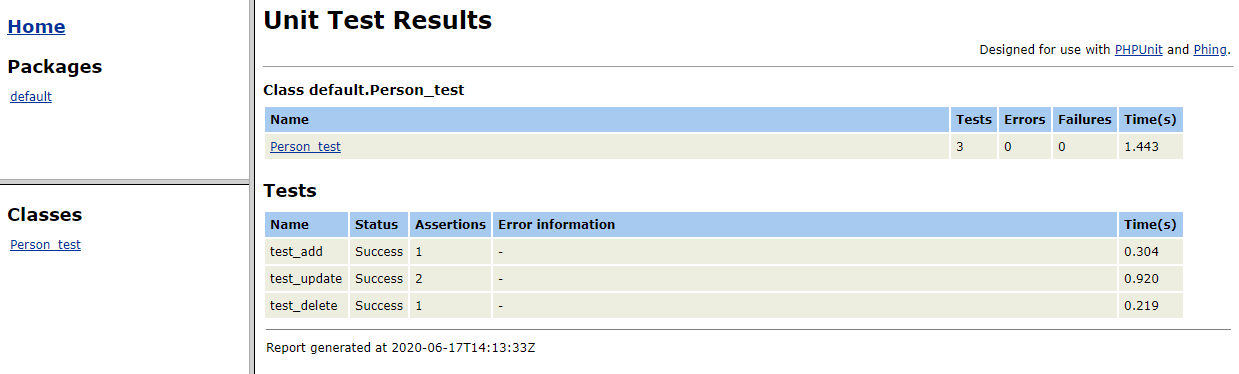 Home
Packages
default
Classes
Person_test
Unit Test Results
Designed for use with PHPUnit and Phing.
Class default.Person_test
Name Tests Errors Failures Time(s)
Person_test 3 0 0 1.443
Tests
Name Status Assertions Error information Time(s)
test_add Success 1 - 0.304
test_update Success 2 - 0.920
test_delete Success 1 - 0.219
Report generated at 2020-06-17T14:13:33Z